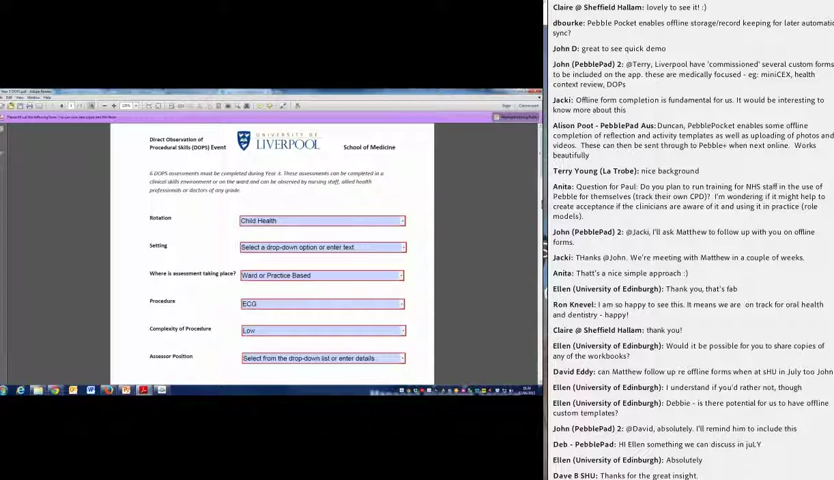 Direct Observation of
Procedural Skills (DOPS) Event
UNIVERSITY OF
LIVERPOOL
School of Medicine
6 DOPS assessments must be completed during Year 3. These assessments can be completed in a
clinical skills environment or on the ward and can be observed by nursing staff, allied health
professionals or doctors of any grade.
Rotation
Child Health
Setting
Select a drop-down option or enter text
Where is assessment taking place?
Ward or Practice Based
Procedure
ECG
Complexity of Procedure
Low
Assessor Position
Select from the drop-down list or enter details
Claire @ Sheffield Hallam: lovely to see it! :)
dbourke: Pebble Pocket enables offline storage/record keeping for later automatic
sync?
John D: great to see quick demo
John (PebblePad) 2: @Terry, Liverpool have 'commissioned' several custom forms
to be included on the app. these are medically focused - eg: miniCEX, health
context review, DOPs
Jacki: Offline form completion is fundamental for us. It would be interesting to
know more about this
Alison Poot - PebblePad Aus: Duncan, PebblePocket enables some offline
completion of reflection and activity templates as well as uploading of photos and
videos. These can then be sent through to Pebble+ when next online. Works
beautifully
Terry Young (La Trobe): nice background
Anita: Question for Paul: Do you plan to run training for NHS staff in the use of
Pebble for themselves (track their own CPD)? I'm wondering if it might help to
create acceptance if the clinicians are aware of it and using it in practice (role
models).
John (PebblePad) 2: @Jacki, I'll ask Matthew to follow up with you on offline
forms.
Jacki: THanks @John. We're meeting with Matthew in a couple of weeks.
Anita: Thatt's a nice simple approach :)
Ellen (University of Edinburgh): Thank you, that's fab
Ron Knevel: I am so happy to see this. It means we are on track for oral health
and dentistry - happy!
Claire @ Sheffield Hallam: thank you!
Ellen (University of Edinburgh): Would it be possible for you to share copies of
any of the workbooks?
David Eddy: can Matthew follow up re offline forms when at SHU in July too John
Ellen (University of Edinburgh): I understand if you'd rather not, though
Ellen (University of Edinburgh): Debbie - is there potential for us to have offline
custom templates?
John (PebblePad) 2: @David, absolutely. I'll remind him to include this
Deb - PebblePad: HI Ellen something we can discuss in juLY
Ellen (University of Edinburgh): Absolutely
Dave B SHU: Thanks for the great insight.